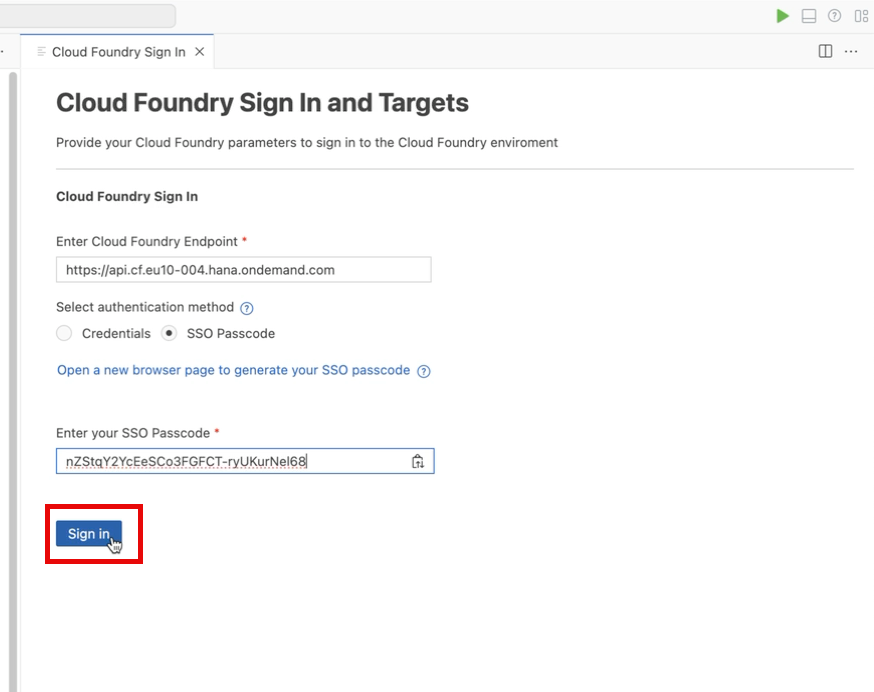 Cloud Foundry Sign In
Cloud Foundry Sign In and Targets
Provide your Cloud Foundry parameters to sign in to the Cloud Foundry enviroment
Cloud Foundry Sign In
Enter Cloud Foundry Endpoint *
https://api.cf.eu10-004.hana.ondemand.com
Select authentication method ?
Credentials SSO Passcode
Open a new browser page to generate your SSO passcode ?
Enter your SSO Passcode *
nZStqY2YcEeSCo3FGFCT-ryUKurNeI68
Sign in